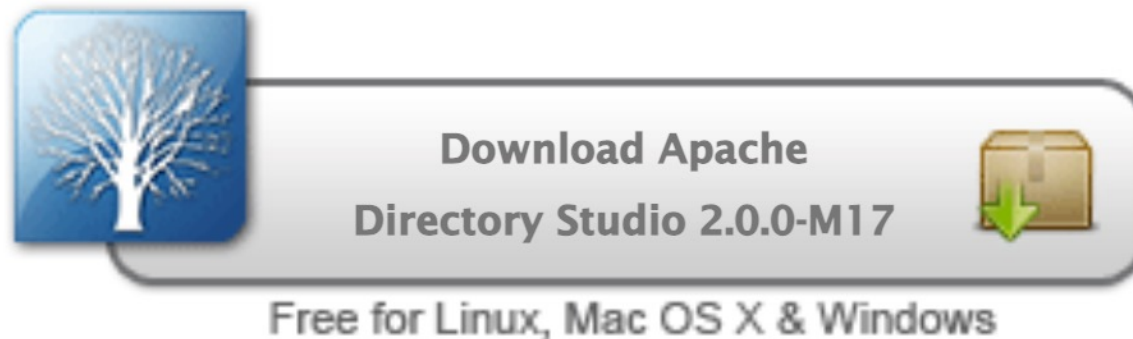 Download Apache
Directory Studio 2.0.0-M17
Free for Linux, Mac OS X & Windows